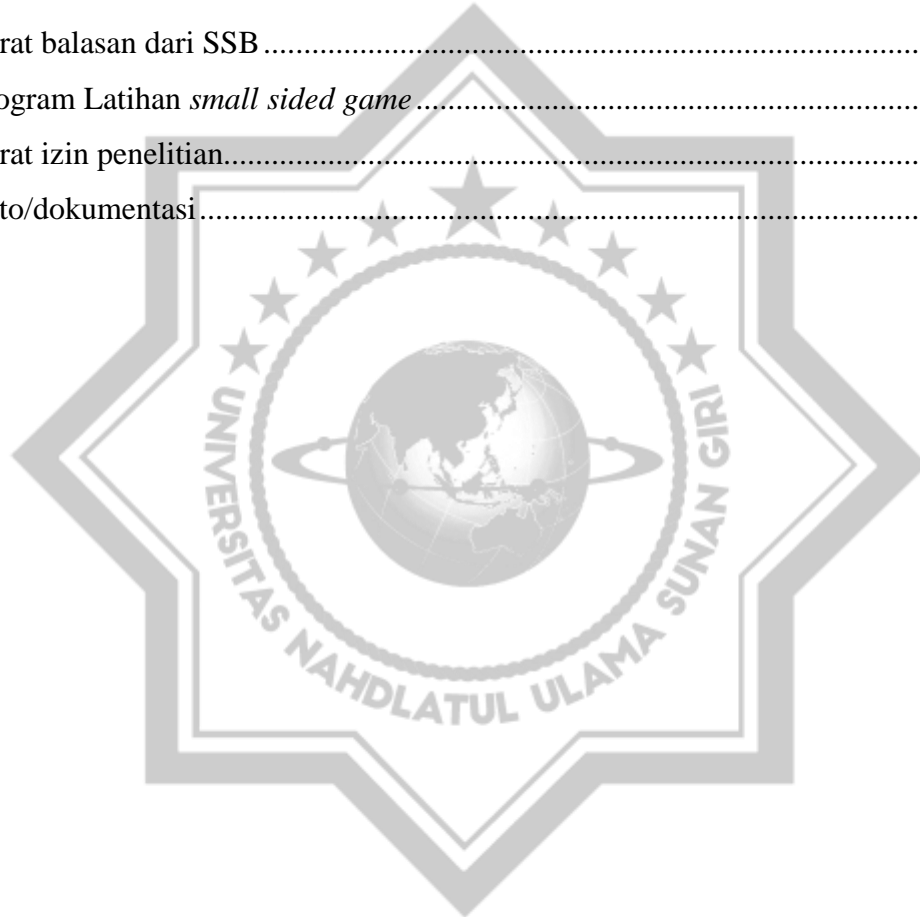 rat balasan dari SSB
ogram Latihan small sided game
rat izin penelitian
to/dokumentasi
UNIVERSITAS NAHDLATUL ULAMA SUNAN GIRI